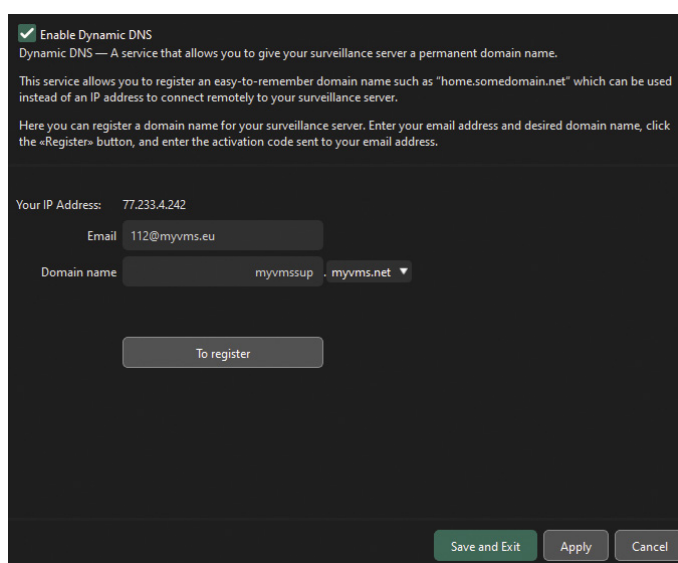 Enable Dynamic DNS
Dynamic DNS — A service that allows you to give your surveillance server a permanent domain name.
This service allows you to register an easy-to-remember domain name such as "home.somedomain.net" which can be used
instead of an IP address to connect remotely to your surveillance server.
Here you can register a domain name for your surveillance server. Enter your email address and desired domain name, click
the «Register» button, and enter the activation code sent to your email address.
Your IP Address: 77.233.4.242
Email 112@myvms.eu
Domain name myvmssup . myvms.net
To register
Save and Exit Apply Cancel